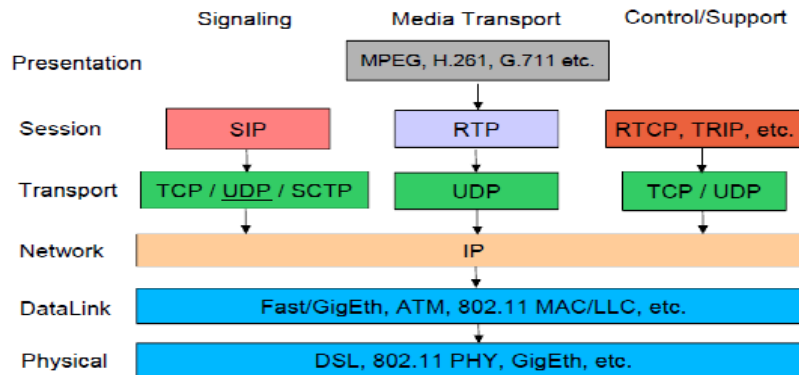 Signaling Media Transport Control/Support
Presentation MPEG, H.261, G.711 etc.
Session SIP RTP RTCP, TRIP, etc.
Transport TCP / UDP / SCTP UDP TCP / UDP
Network IP
DataLink Fast/GigEth, ATM, 802.11 MAC/LLC, etc.
Physical DSL, 802.11 PHY, GigEth, etc.